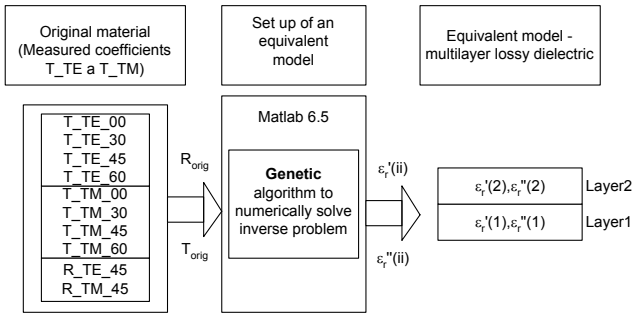 Original material
(Measured coefficients
T_TE a T_TM)
Set up of an
equivalent
model
Equivalent model -
multilayer lossy dielectric
T_TE_00
T_TE_30
T_TE_45
T_TE_60
T_TM_00
T_TM_30
T_TM_45
T_TM_60
R_TE_45
R_TM_45
R_orig
T_orig
Matlab 6.5
Genetic
algorithm to
numerically solve
inverse problem
ε_r'(ii)
ε_r''(ii)
ε_r'(2),ε_r''(2) Layer2
ε_r'(1),ε_r''(1) Layer1